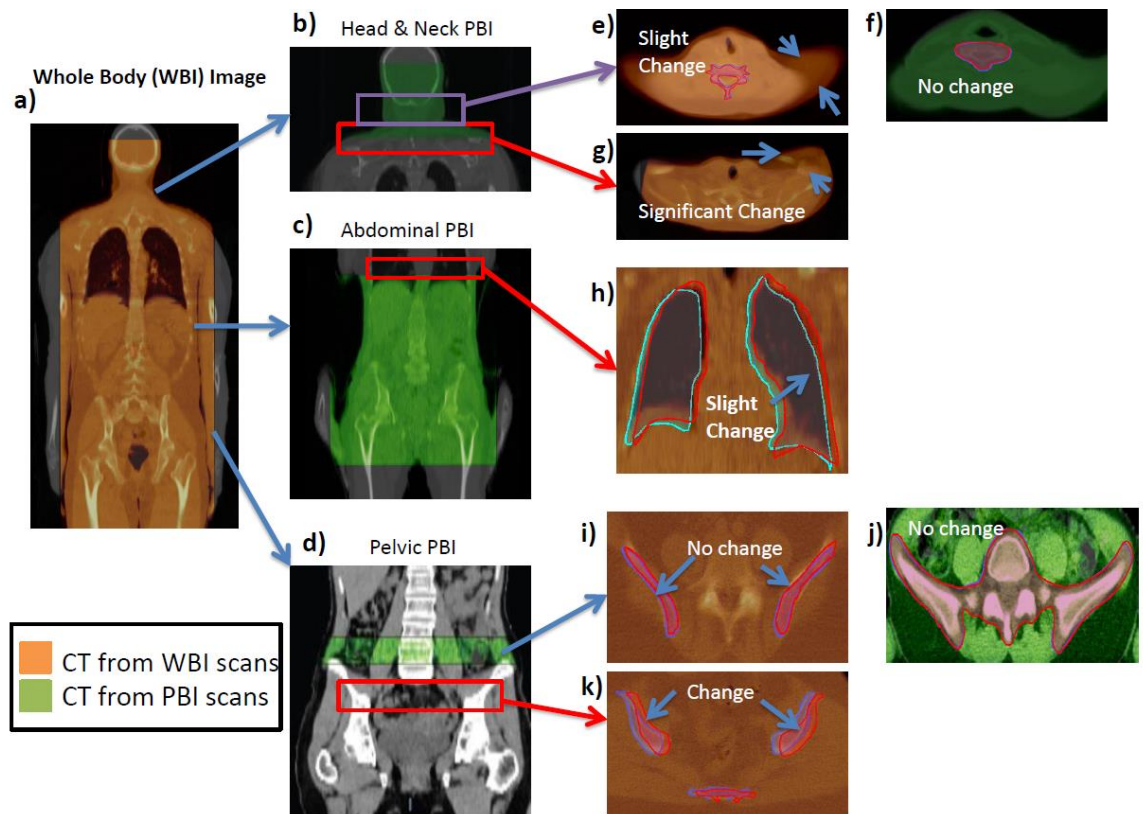 Whole Body (WBI) Image
a)
b)
Head & Neck PBI
c)
Abdominal PBI
d)
Pelvic PBI
e)
Slight
Change
f)
No change
g)
Significant Change
h)
Slight
Change
i)
No change
j)
No change
k)
Change
CT from WBI scans
CT from PBI scans